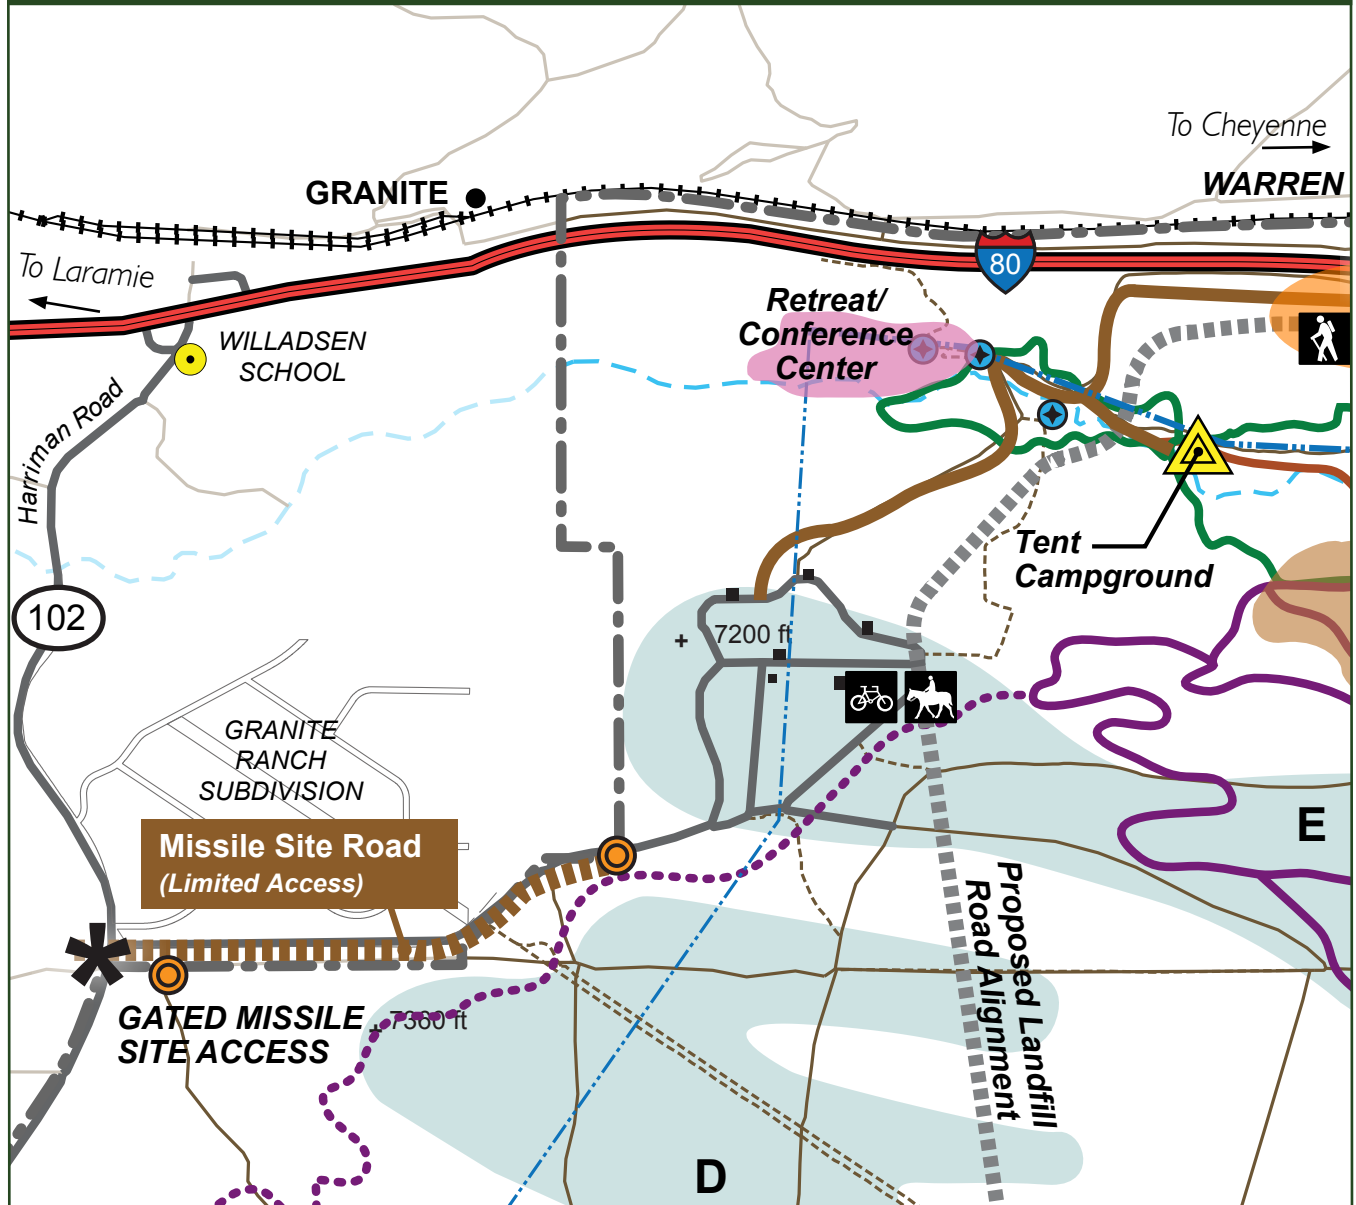 To Cheyenne
WARREN
GRANITE
To Laramie
80
Retreat/
Conference
Center
WILLADSEN
SCHOOL
Harriman Road
Tent
Campground
102
7200 ft
GRANITE
RANCH
SUBDIVISION
E
Missile Site Road
(Limited Access)
Proposed Landfill
Road Alignment
GATED MISSILE
SITE ACCESS
7360 ft
D